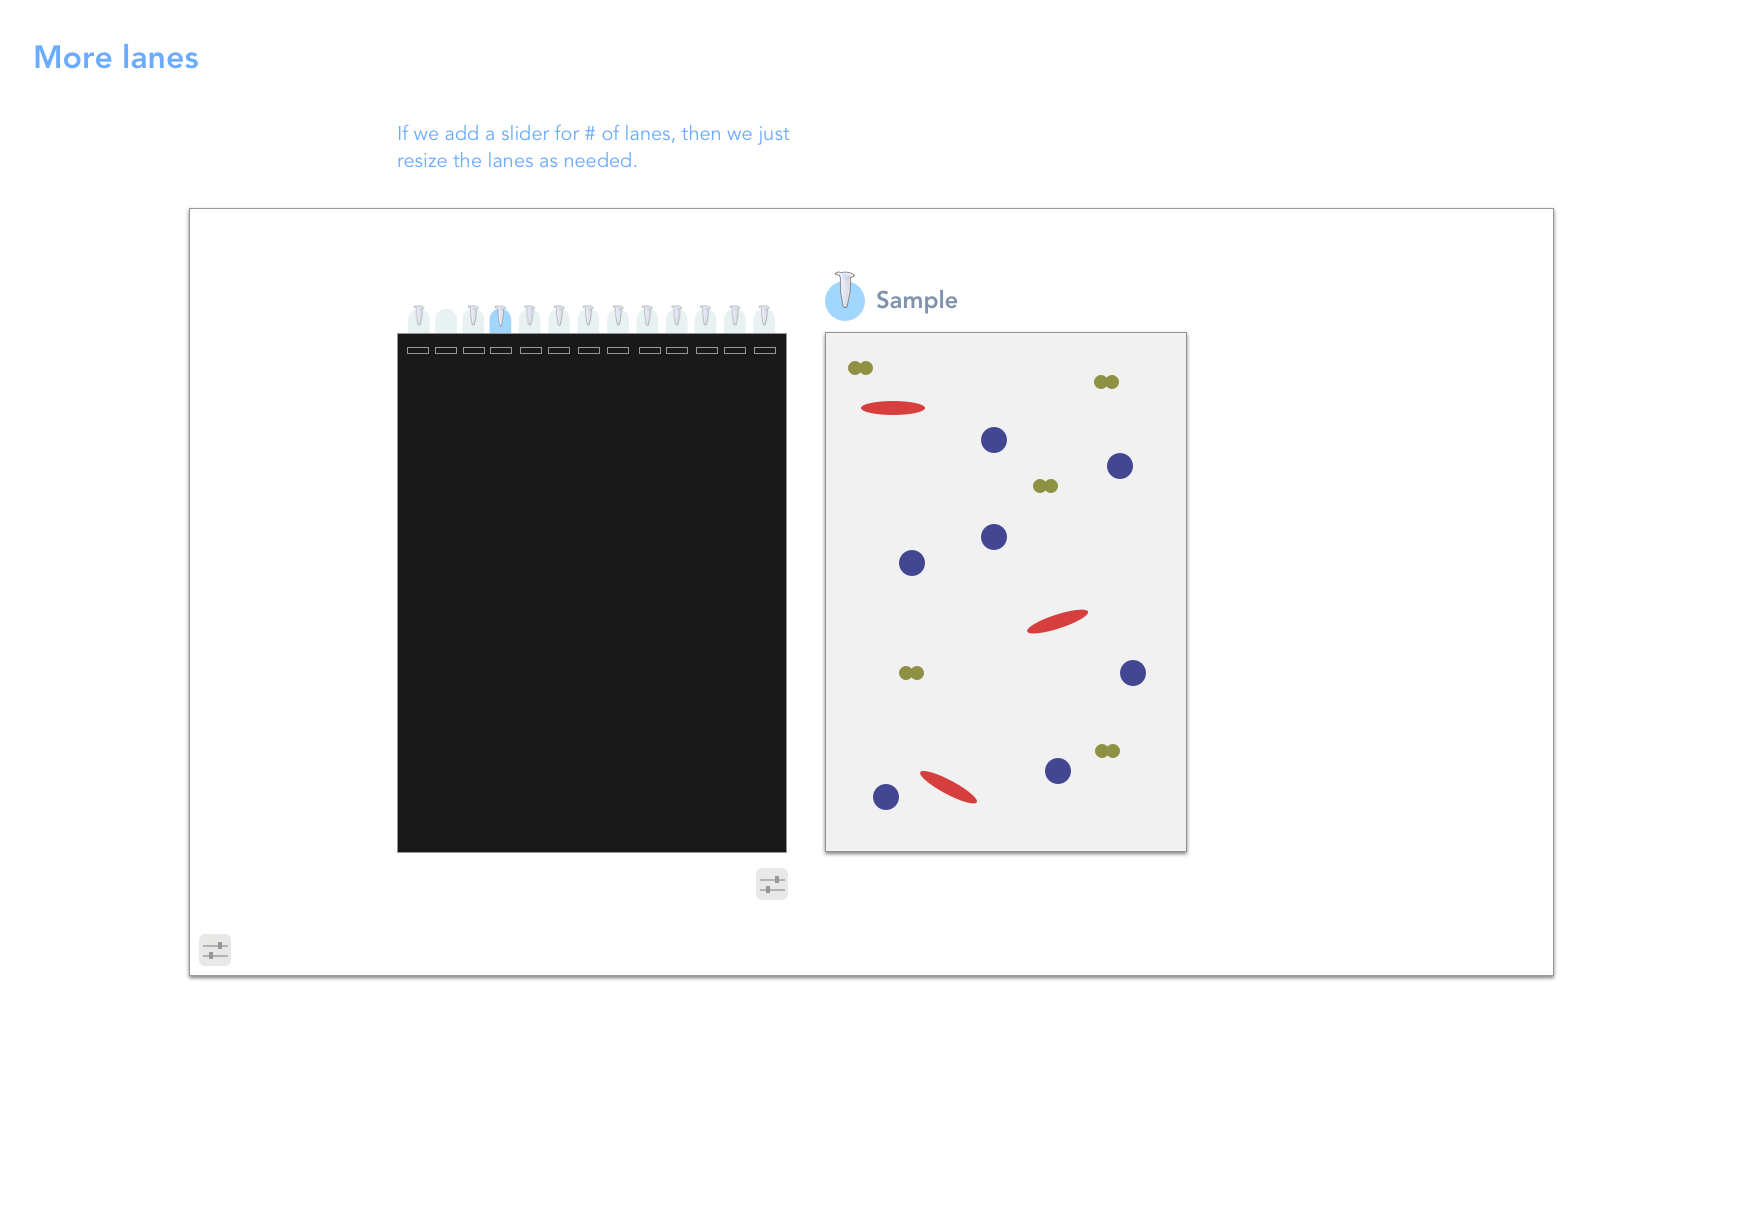 More lanes
If we add a slider for # of lanes, then we just
resize the lanes as needed.
Sample